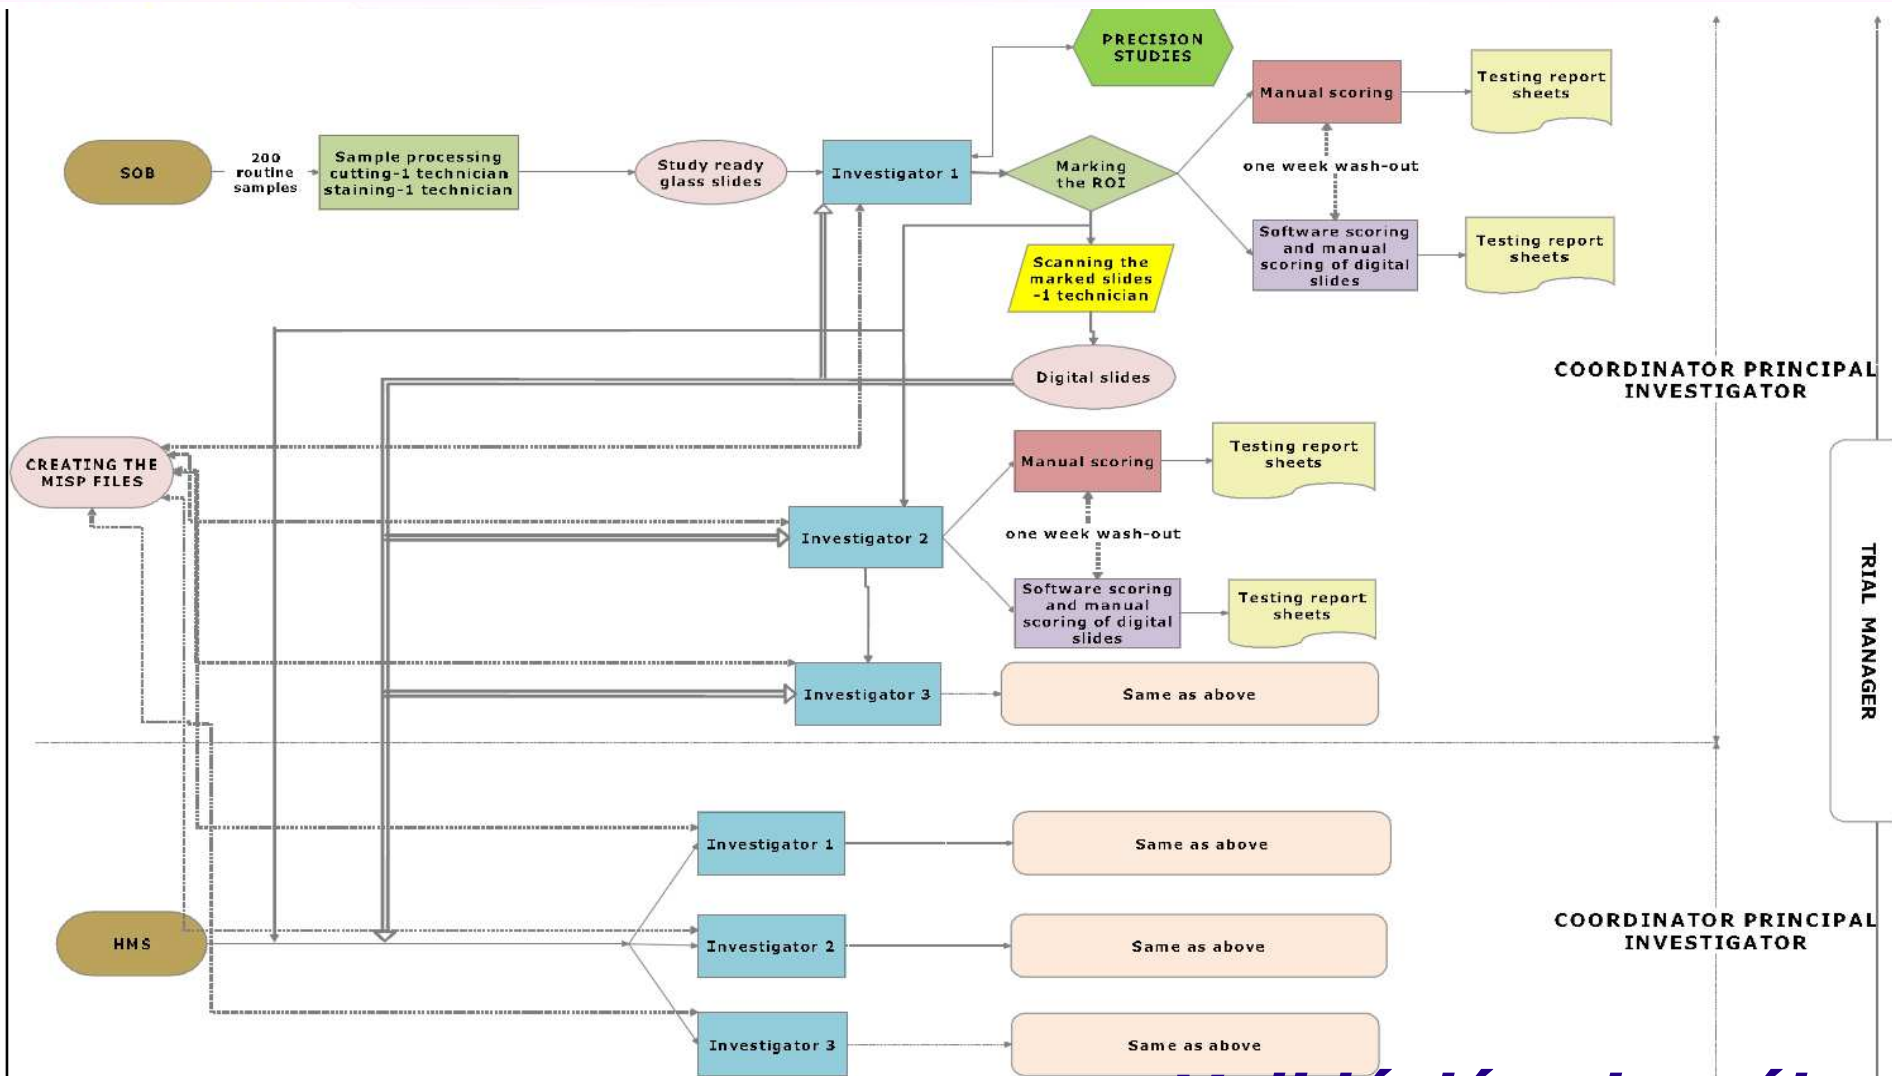 PRECISION
STUDIES
Manual scoring
Testing report
sheets
SOB
200
routine
samples
Sample processing
cutting-1 technician
staining-1 technician
Study ready
glass slides
Investigator 1
Marking
the ROI
one week wash-out
Software scoring
and manual
scoring of digital
slides
Testing report
sheets
Scanning the
marked slides
-1 technician
Digital slides
COORDINATOR PRINCIPAL
INVESTIGATOR
CREATING THE
MISP FILES
Manual scoring
Testing report
sheets
Investigator 2
one week wash-out
Software scoring
and manual
scoring of digital
slides
Testing report
sheets
TRIAL MANAGER
Investigator 3
Same as above
Investigator 1
Same as above
HMS
Investigator 2
Same as above
COORDINATOR PRINCIPAL
INVESTIGATOR
Investigator 3
Same as above